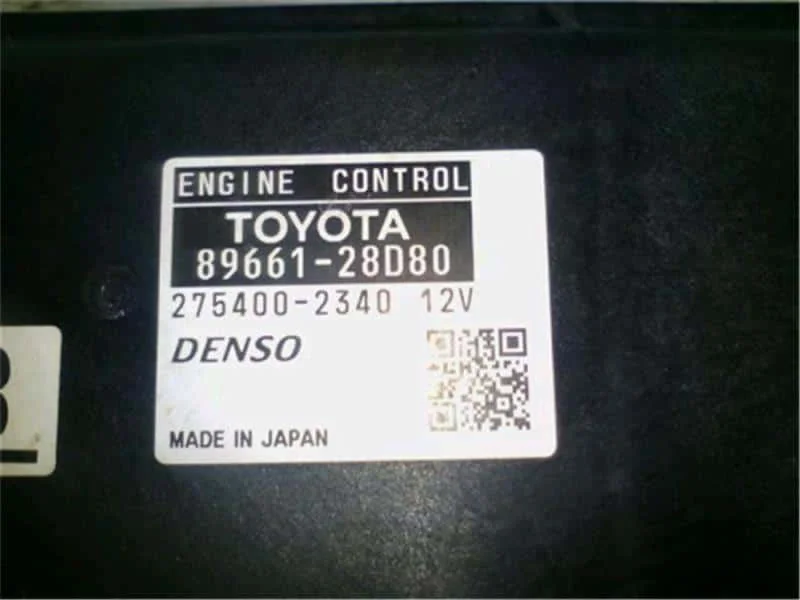 ENGINE CONTROL
TOYOTA
89661-28D80
275400-2340 12V
DENSO
MADE IN JAPAN